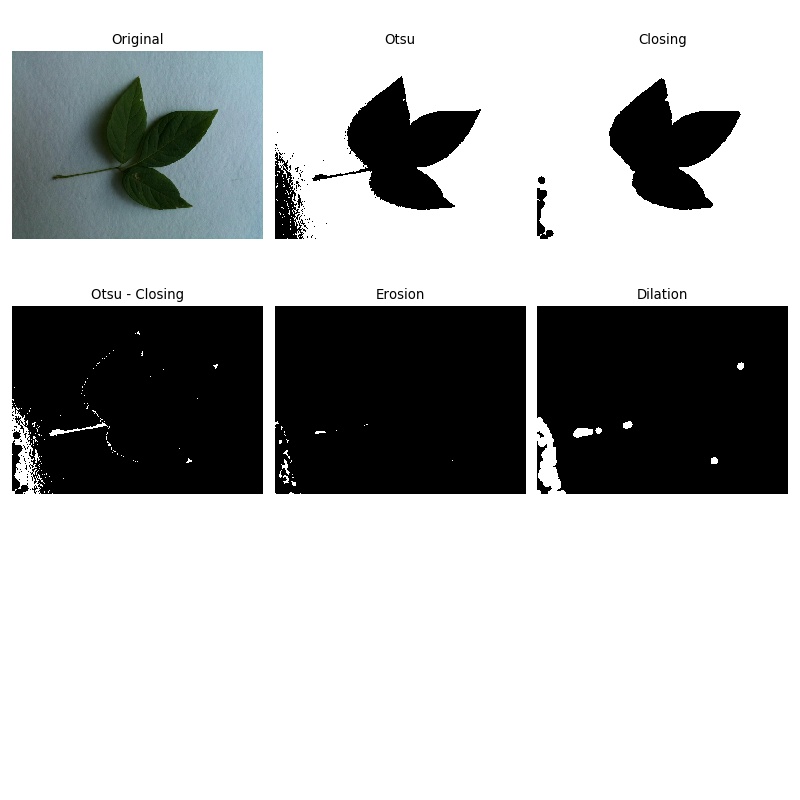 Original
Otsu
Closing
Otsu - Closing
Erosion
Dilation